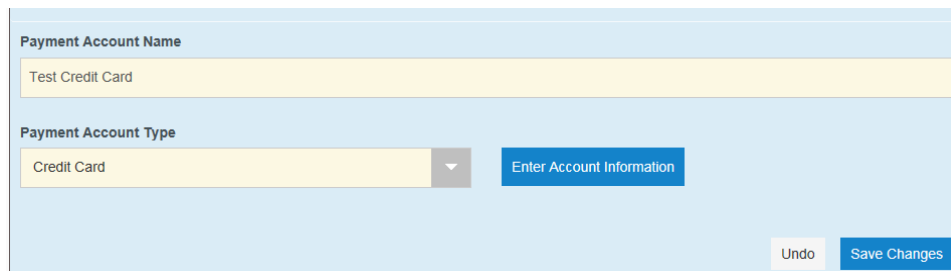 Payment Account Name
Test Credit Card
Payment Account Type
Credit Card
Enter Account Information
Undo
Save Changes